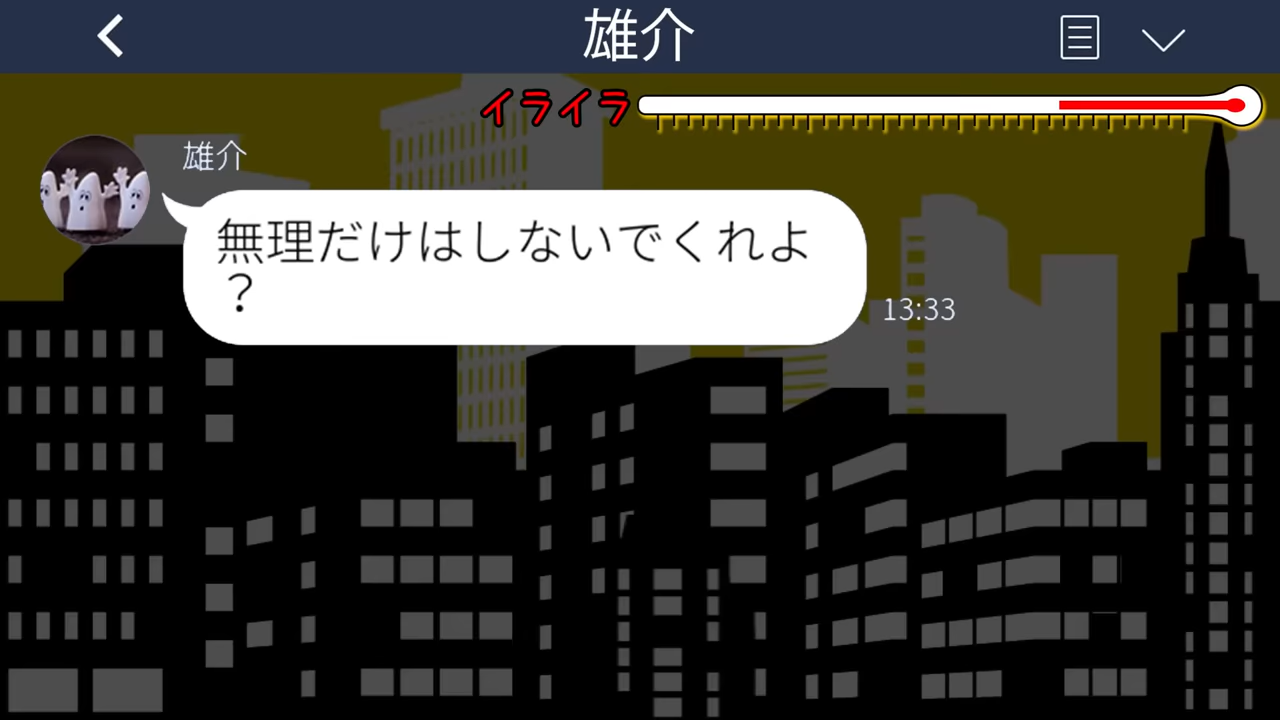 雄介
イライラ
雄介
無理だけはしないでくれよ
？
13:33